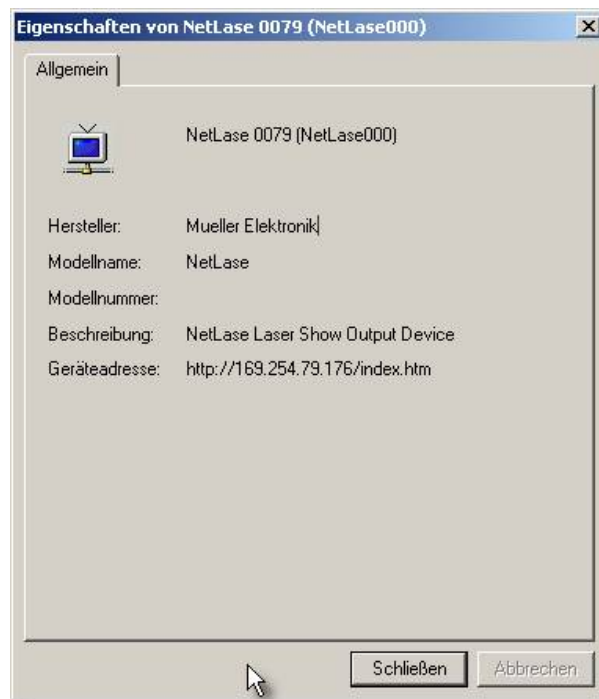 Eigenschaften von NetLase 0079 (NetLase000)
Allgemein
NetLase 0079 (NetLase000)
Hersteller: Mueller Elektronik
Modellname: NetLase
Modellnummer:
Beschreibung: NetLase Laser Show Output Device
Geräteadresse: http://169.254.79.176/index.htm
Schließen Abbrechen